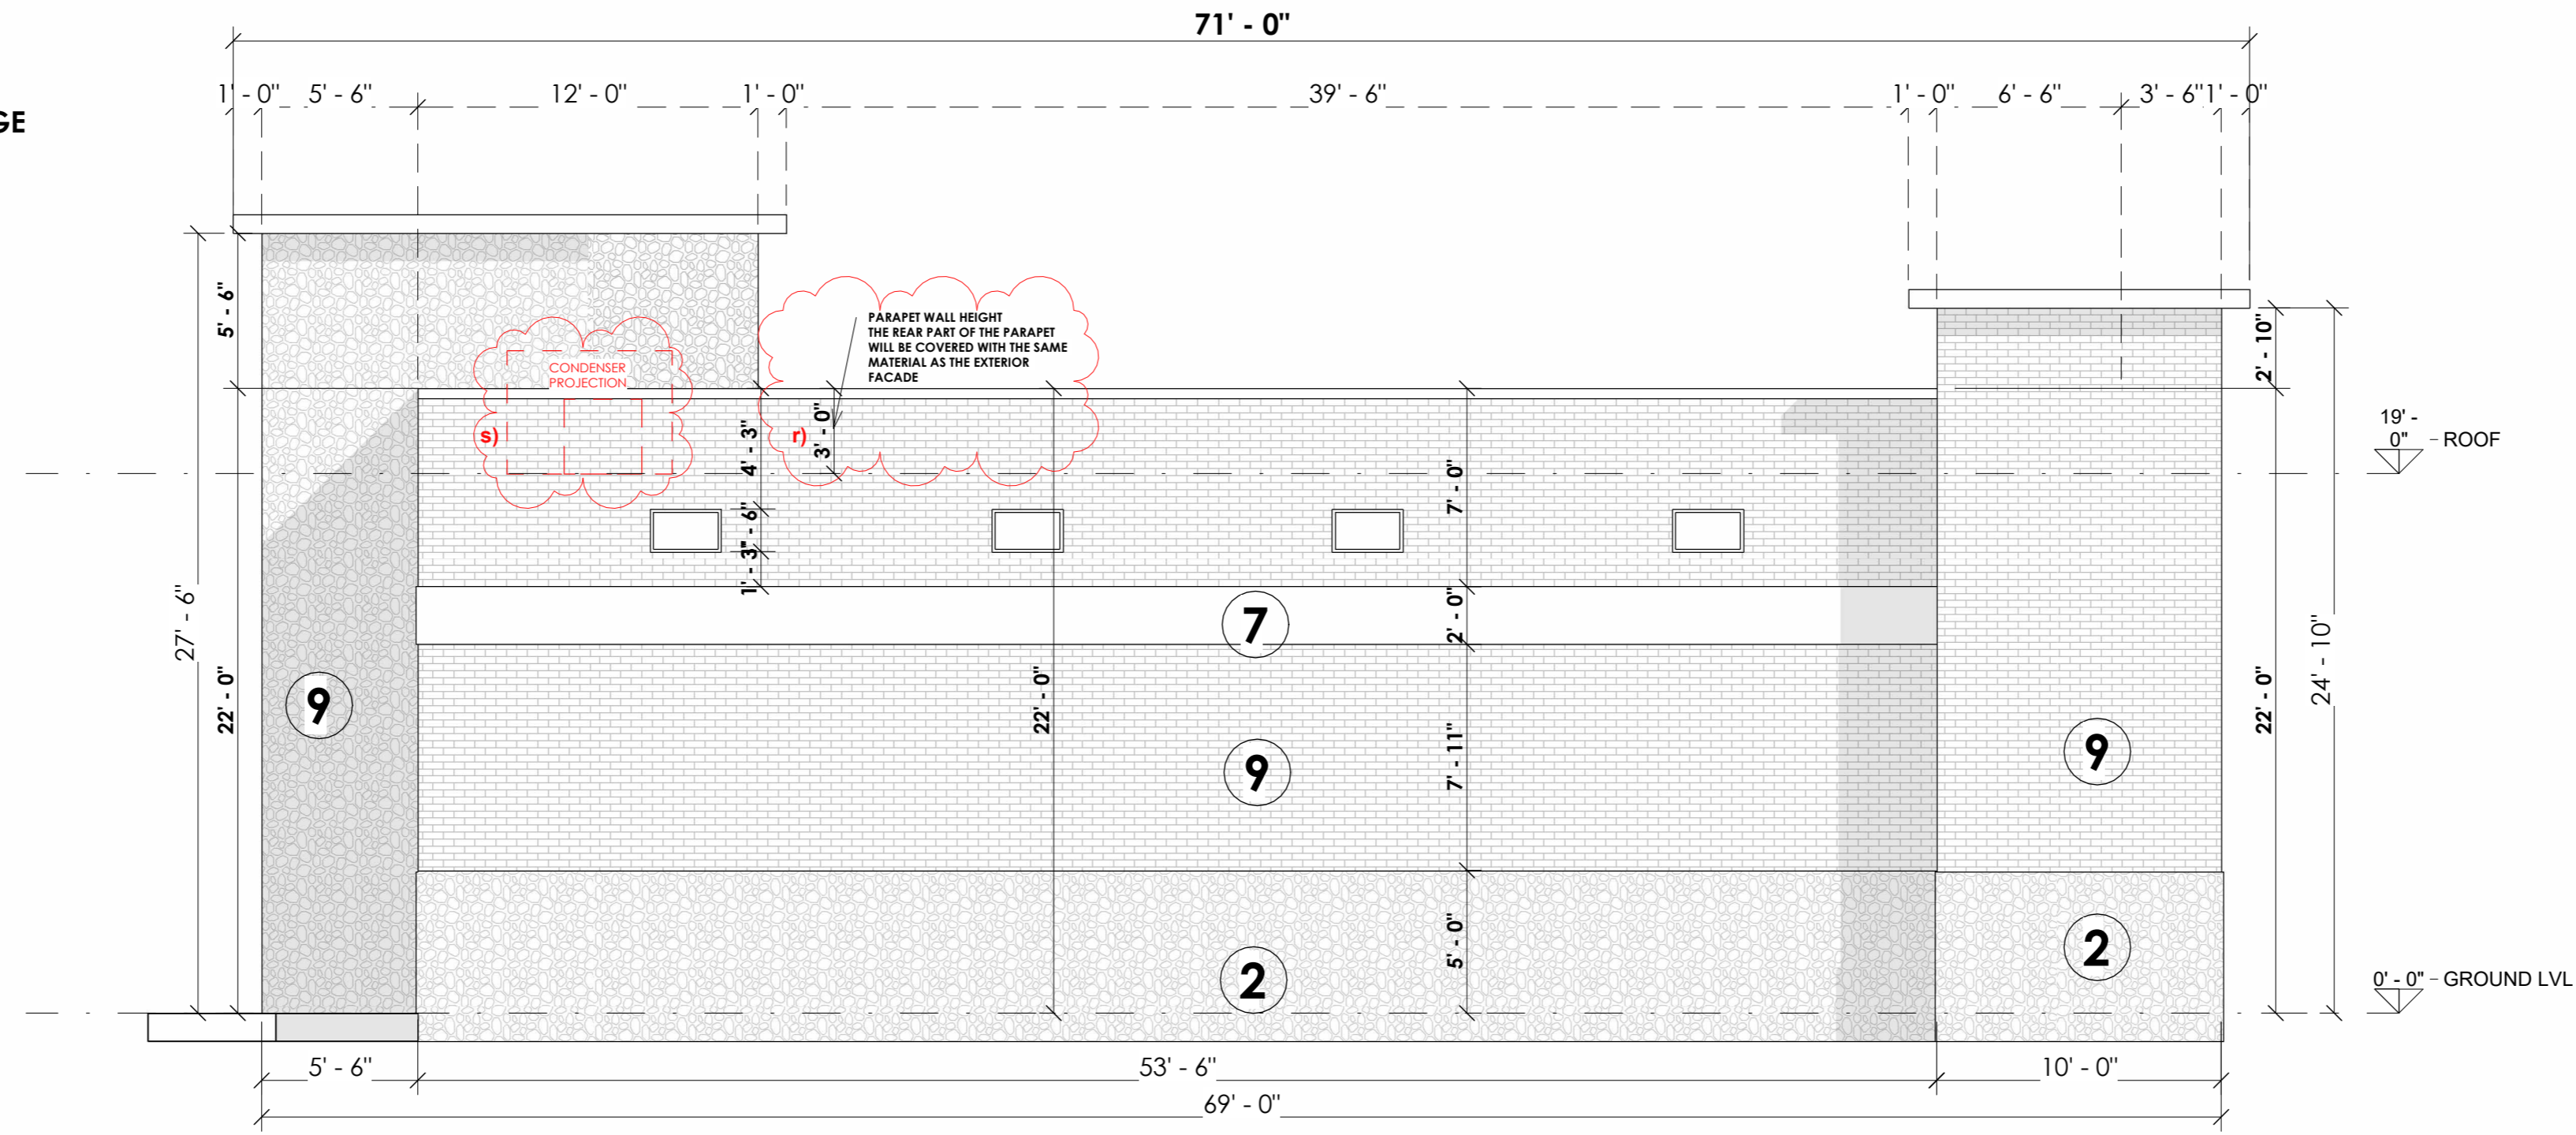 71' - 0"
1' - 0" 5' - 6" 12' - 0" 1' - 0" 39' - 6" 1' - 0" 6' - 6" 3' - 6" 1' - 0"
GE
5' - 6"
PARAPET WALL HEIGHT
THE REAR PART OF THE PARAPET
WILL BE COVERED WITH THE SAME
MATERIAL AS THE EXTERIOR
FACADE
2' - 10"
CONDENSER
PROJECTION
s)
r)
4' - 3"
3' - 0"
19' -
0" ROOF
7' - 0"
1' - 3"
1' - 6"
27' - 6"
7
2' - 0"
24' - 10"
9
22' - 0"
22' - 0"
22' - 0"
9
7' - 11"
9
2
5' - 0"
2
0' - 0" GROUND LVL
5' - 6" 53' - 6" 10' - 0"
69' - 0"